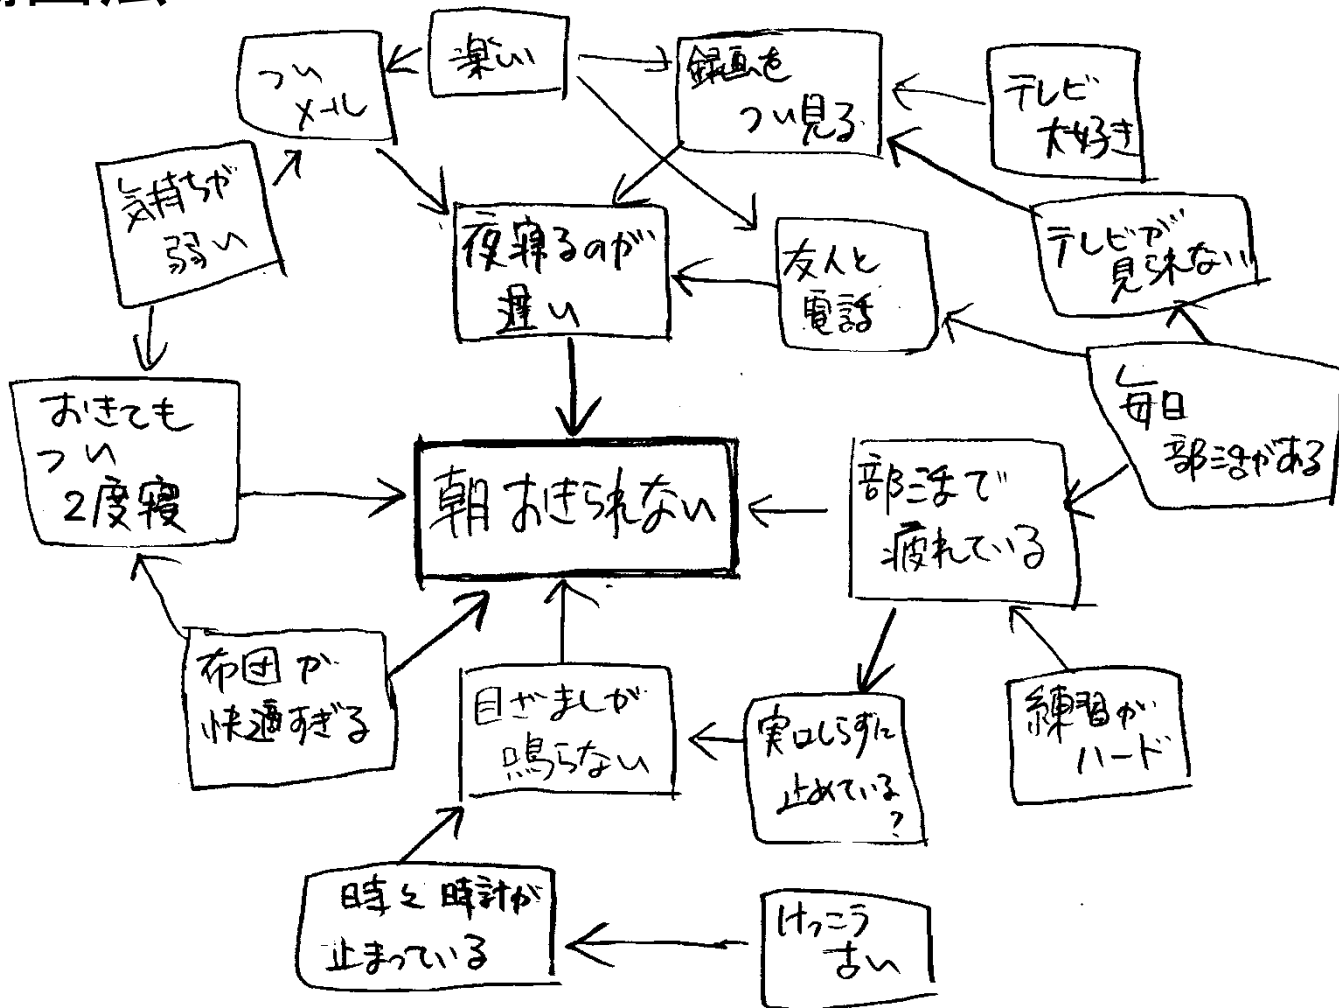 つい
メール
楽い
録画を
つい見る
テレビ
大好き
気持ちが
弱い
夜寝るのが
遅い
友人と
電話
テレビが
見られない
毎日
部活がある
おきても
つい
2度寝
朝おきられない
部活で
疲れている
布団が
快適すぎる
目ざましが
鳴らない
実はしらずに
止めている
?
練習が
ハード
時々時計が
止まっている
けっこう
古い